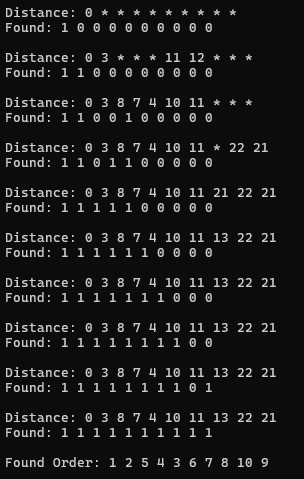 Distance: 0 * * * * * * * * *
Found: 1 0 0 0 0 0 0 0 0 0
Distance: 0 3 * * * 11 12 * * *
Found: 1 1 0 0 0 0 0 0 0 0
Distance: 0 3 8 7 4 10 11 * * *
Found: 1 1 0 0 1 0 0 0 0 0
Distance: 0 3 8 7 4 10 11 * 22 21
Found: 1 1 0 1 1 0 0 0 0 0
Distance: 0 3 8 7 4 10 11 21 22 21
Found: 1 1 1 1 1 0 0 0 0 0
Distance: 0 3 8 7 4 10 11 13 22 21
Found: 1 1 1 1 1 1 0 0 0 0
Distance: 0 3 8 7 4 10 11 13 22 21
Found: 1 1 1 1 1 1 1 0 0 0
Distance: 0 3 8 7 4 10 11 13 22 21
Found: 1 1 1 1 1 1 1 1 0 0
Distance: 0 3 8 7 4 10 11 13 22 21
Found: 1 1 1 1 1 1 1 1 0 1
Distance: 0 3 8 7 4 10 11 13 22 21
Found: 1 1 1 1 1 1 1 1 1 1
Found Order: 1 2 5 4 3 6 7 8 10 9